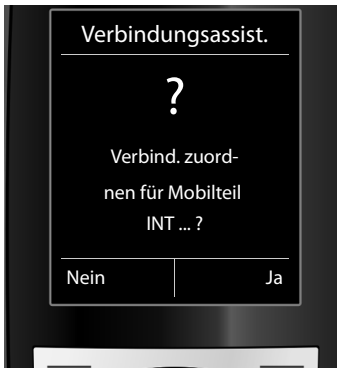 Verbindungsassist.
?
Verbind. zuord-
nen für Mobilteil
INT ... ?
Nein Ja